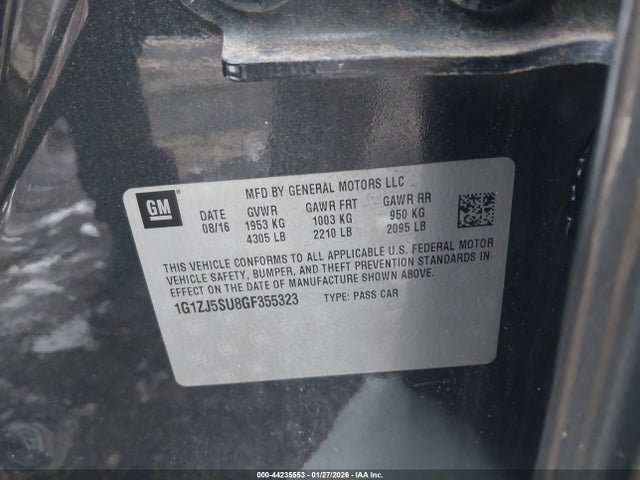 GM
MFD BY GENERAL MOTORS LLC
DATE GVWR GAWR FRT GAWR RR
08/16 1953 KG 1003 KG 950 KG
4305 LB 2210 LB 2095 LB
THIS VEHICLE CONFORMS TO ALL APPLICABLE U.S. FEDERAL MOTOR
VEHICLE SAFETY, BUMPER, AND THEFT PREVENTION STANDARDS IN
EFFECT ON THE DATE OF MANUFACTURE SHOWN ABOVE.
1G1ZJ5SU8GF355323 TYPE: PASS CAR
000-44235553 | 01/27/2026 | IAA Inc.